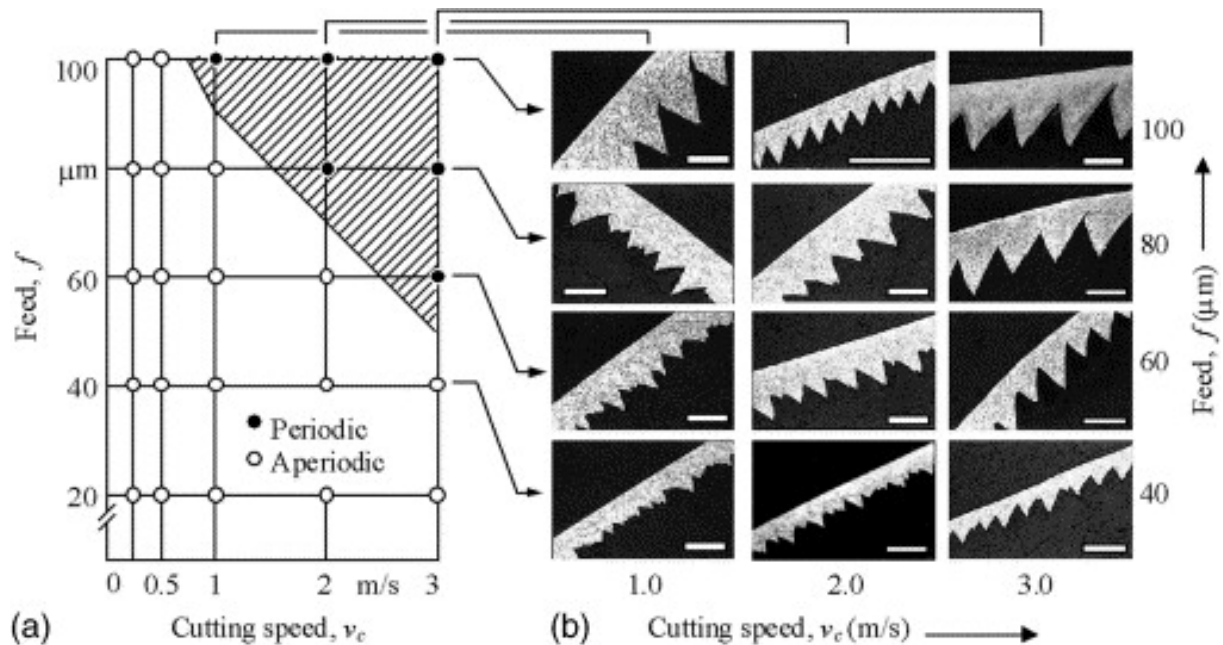 100
µm
60
40
20
Feed, f
Periodic
Aperiodic
0 0.5 1 2 m/s 3
(a) Cutting speed, vc
100
80
60
40
Feed, f (µm)
1.0 2.0 3.0
(b) Cutting speed, vc (m/s)